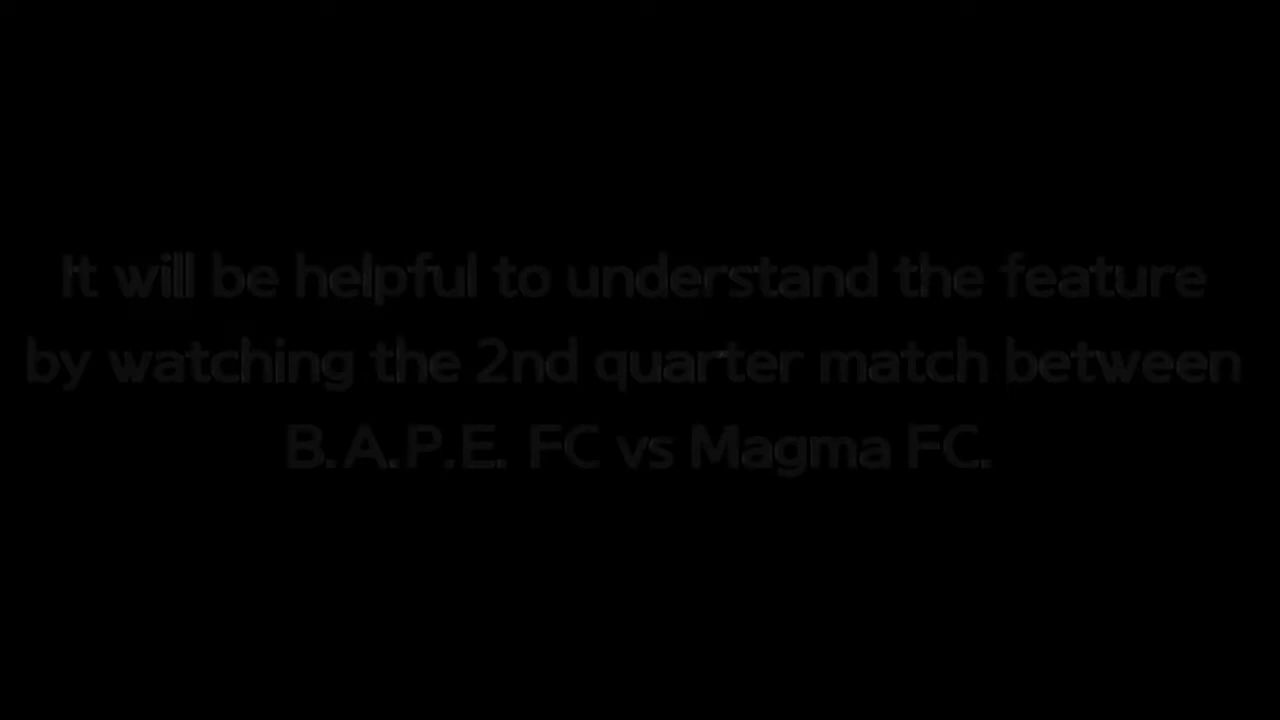 It will be helpful to understand the feature
by watching the 2nd quarter match between
B.A.P.E. FC vs Magma FC.